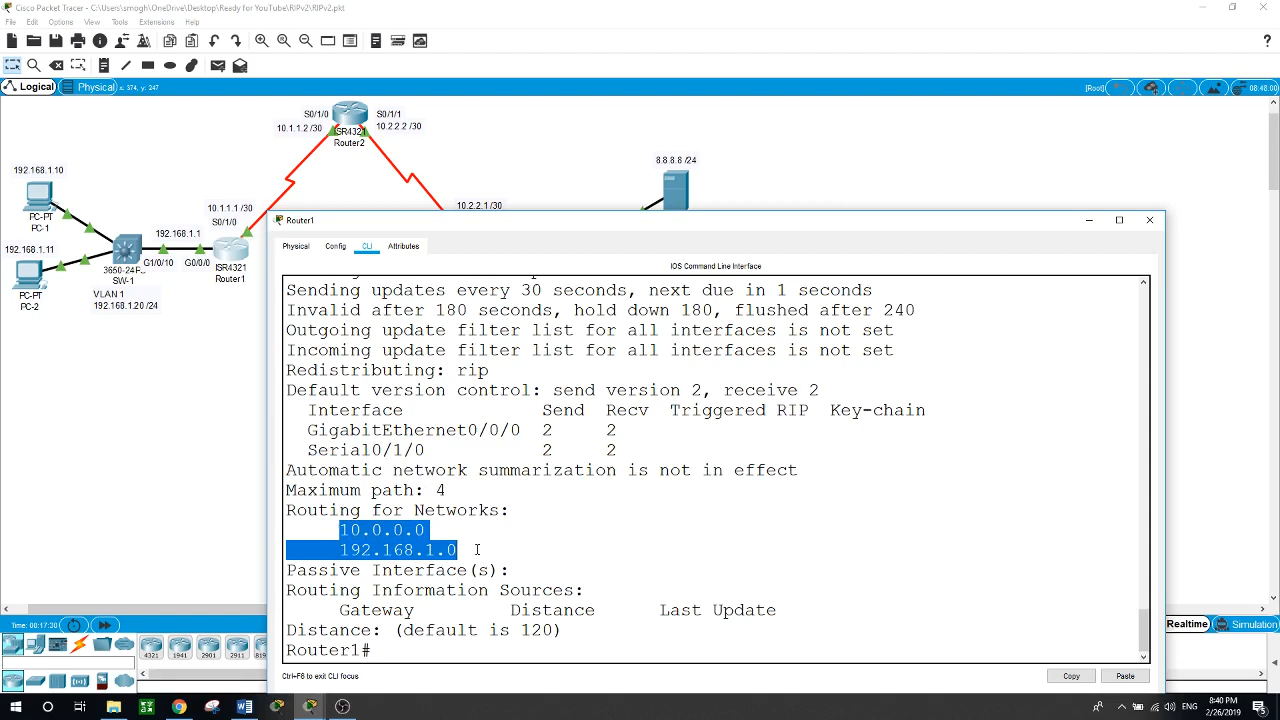 Cisco Packet Tracer - C:\Users\smogh\OneDrive\Desktop\Ready for YouTube\RIPv2\RIPv2.pkt
File Edit Options View Tools Extensions Help
Logical Physical x: 374, y: 247 [Root] 08:48:00
S0/1/0 S0/1/1
10.1.1.2 /30 10.2.2.2 /30
ISR4321
Router2
192.168.1.10
8.8.8.8 /24
PC-PT
PC-1
10.1.1.1 /30
S0/1/0
10.2.2.1 /30
192.168.1.11
192.168.1.1
G1/0/10 G0/0/0
3650-24P
SW-1
ISR4321
Router1
PC-PT
PC-2
VLAN 1
192.168.1.20 /24
Router1
Physical Config CLI Attributes
IOS Command Line Interface
Sending updates every 30 seconds, next due in 1 seconds
Invalid after 180 seconds, hold down 180, flushed after 240
Outgoing update filter list for all interfaces is not set
Incoming update filter list for all interfaces is not set
Redistributing: rip
Default version control: send version 2, receive 2
Interface Send Recv Triggered RIP Key-chain
GigabitEthernet0/0/0 2 2
Serial0/1/0 2 2
Automatic network summarization is not in effect
Maximum path: 4
Routing for Networks:
10.0.0.0
192.168.1.0
Passive Interface(s):
Routing Information Sources:
Gateway Distance Last Update
Distance: (default is 120)
Router1#
Ctrl+F6 to exit CLI focus Copy Paste
Time: 00:17:30 Realtime Simulation
4321 1941 2901 2911
8:40 PM
ENG
2/26/2019